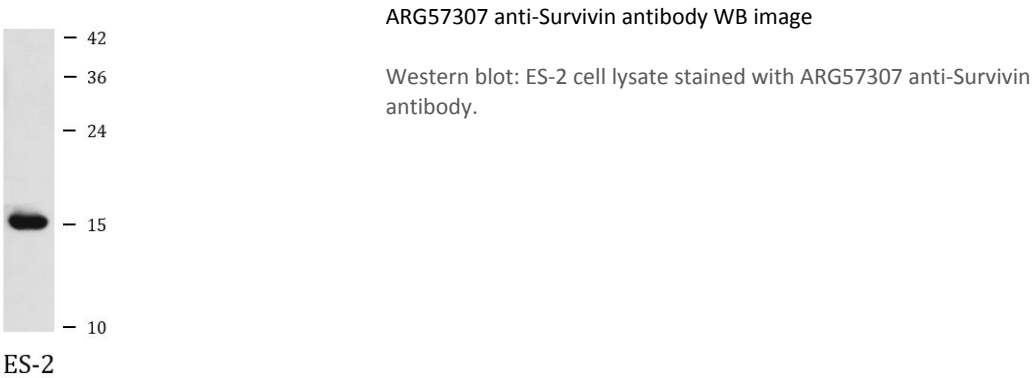 ARG57307 anti-Survivin antibody WB image
Western blot: ES-2 cell lysate stained with ARG57307 anti-Survivin
antibody.
42
36
24
15
10
ES-2